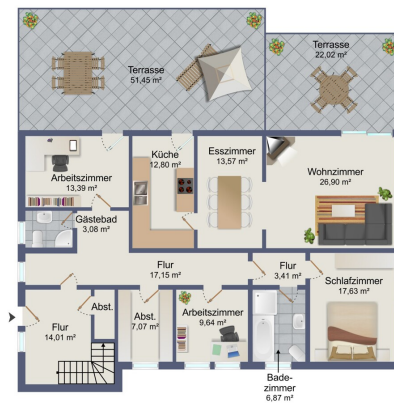 Terrasse
51,45 m²
Terrasse
22,02 m²
Arbeitszimmer
13,39 m²
Küche
12,80 m²
Esszimmer
13,57 m²
Wohnzimmer
26,90 m²
Gästebad
3,08 m²
Flur
17,15 m²
Flur
3,41 m²
Schlafzimmer
17,63 m²
Flur
14,01 m²
Abst.
Abst.
7,07 m²
Arbeitszimmer
9,64 m²
Bade-
zimmer
6,87 m²